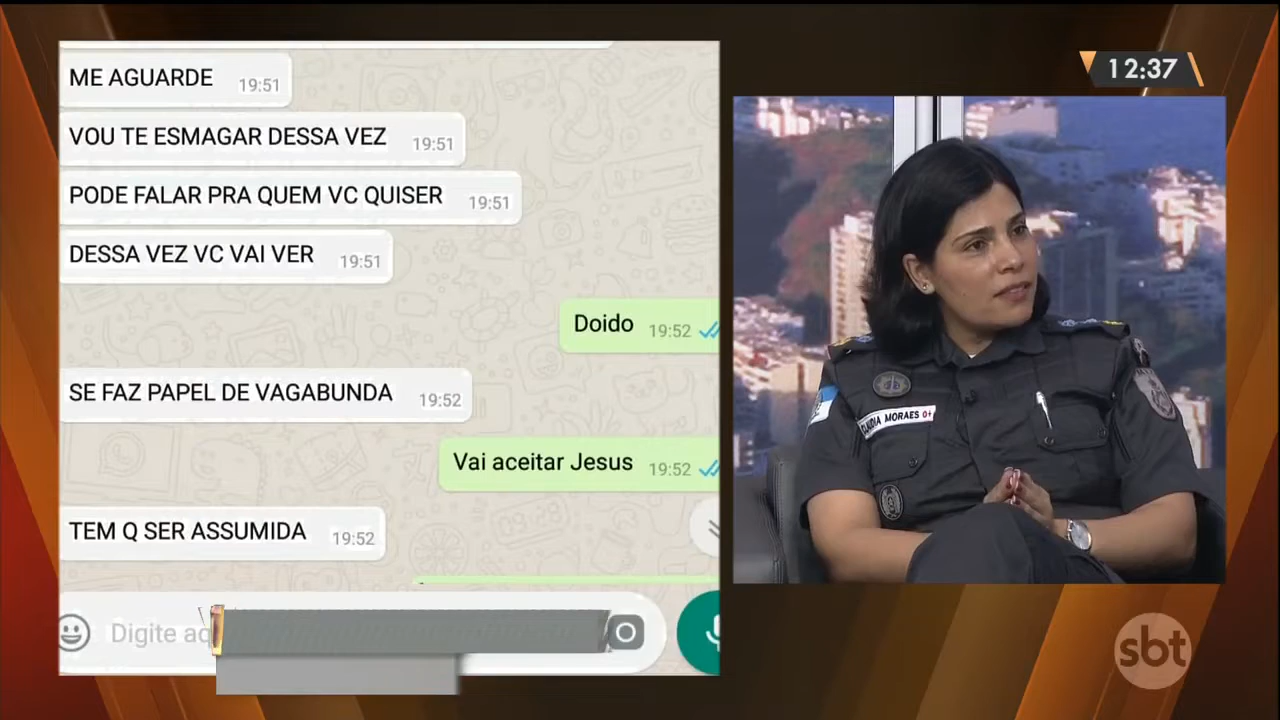 ME AGUARDE 19:51
VOU TE ESMAGAR DESSA VEZ 19:51
PODE FALAR PRA QUEM VC QUISER 19:51
DESSA VEZ VC VAI VER 19:51
Doido 19:52
SE FAZ PAPEL DE VAGABUNDA 19:52
Vai aceitar Jesus 19:52
TEM Q SER ASSUMIDA 19:52
Digite aq
12:37
CLAUDIA MORAES O+
sbt